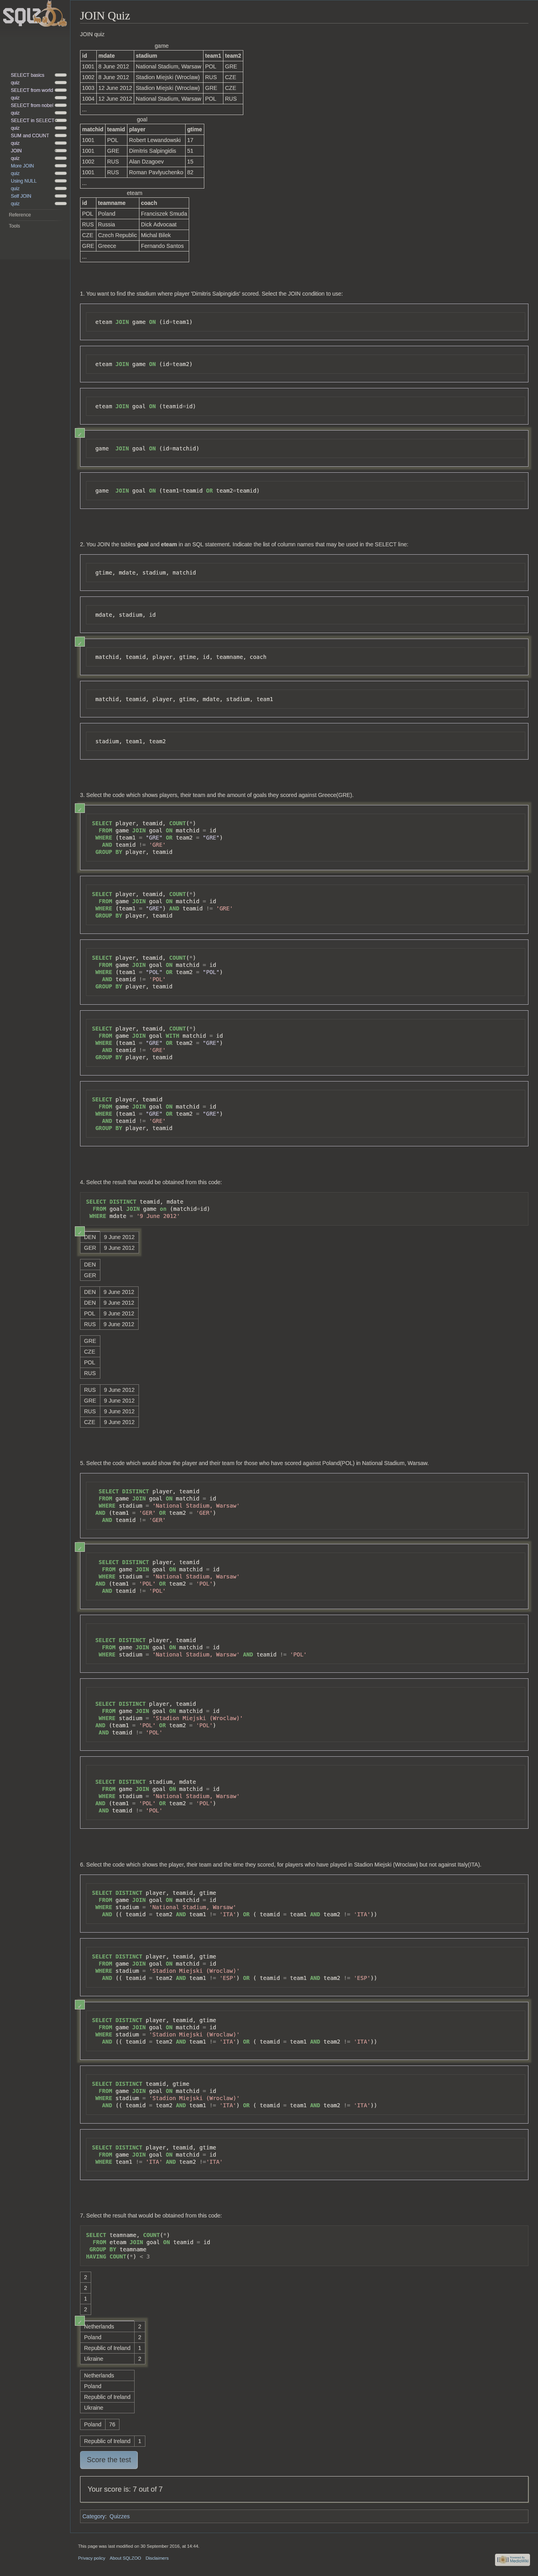 SQLZOO
SELECT basics
quiz
SELECT from world
quiz
SELECT from nobel
quiz
SELECT in SELECT
quiz
SUM and COUNT
quiz
JOIN
quiz
More JOIN
quiz
Using NULL
quiz
Self JOIN
quiz
Reference
Tools
JOIN Quiz
JOIN quiz
game
id mdate stadium team1 team2
1001 8 June 2012 National Stadium, Warsaw POL GRE
1002 8 June 2012 Stadion Miejski (Wroclaw) RUS CZE
1003 12 June 2012 Stadion Miejski (Wroclaw) GRE CZE
1004 12 June 2012 National Stadium, Warsaw POL RUS
...
goal
matchid teamid player gtime
1001 POL Robert Lewandowski 17
1001 GRE Dimitris Salpingidis 51
1002 RUS Alan Dzagoev 15
1001 RUS Roman Pavlyuchenko 82
...
eteam
id teamname coach
POL Poland Franciszek Smuda
RUS Russia Dick Advocaat
CZE Czech Republic Michal Bilek
GRE Greece Fernando Santos
...
1. You want to find the stadium where player 'Dimitris Salpingidis' scored. Select the JOIN condition to use:
eteam JOIN game ON (id=team1)
eteam JOIN game ON (id=team2)
eteam JOIN goal ON (teamid=id)
game JOIN goal ON (id=matchid)
game JOIN goal ON (team1=teamid OR team2=teamid)
2. You JOIN the tables goal and eteam in an SQL statement. Indicate the list of column names that may be used in the SELECT line:
gtime, mdate, stadium, matchid
mdate, stadium, id
matchid, teamid, player, gtime, id, teamname, coach
matchid, teamid, player, gtime, mdate, stadium, team1
stadium, team1, team2
3. Select the code which shows players, their team and the amount of goals they scored against Greece(GRE).
SELECT player, teamid, COUNT(*)
FROM game JOIN goal ON matchid = id
WHERE (team1 = "GRE" OR team2 = "GRE")
AND teamid != 'GRE'
GROUP BY player, teamid
SELECT player, teamid, COUNT(*)
FROM game JOIN goal ON matchid = id
WHERE (team1 = "GRE") AND teamid != 'GRE'
GROUP BY player, teamid
SELECT player, teamid, COUNT(*)
FROM game JOIN goal ON matchid = id
WHERE (team1 = "POL" OR team2 = "POL")
AND teamid != 'POL'
GROUP BY player, teamid
SELECT player, teamid, COUNT(*)
FROM game JOIN goal WITH matchid = id
WHERE (team1 = "GRE" OR team2 = "GRE")
AND teamid != 'GRE'
GROUP BY player, teamid
SELECT player, teamid
FROM game JOIN goal ON matchid = id
WHERE (team1 = "GRE" OR team2 = "GRE")
AND teamid != 'GRE'
GROUP BY player, teamid
4. Select the result that would be obtained from this code:
SELECT DISTINCT teamid, mdate
FROM goal JOIN game on (matchid=id)
WHERE mdate = '9 June 2012'
DEN 9 June 2012
GER 9 June 2012
DEN
GER
DEN 9 June 2012
DEN 9 June 2012
POL 9 June 2012
RUS 9 June 2012
GRE
CZE
POL
RUS
RUS 9 June 2012
GRE 9 June 2012
RUS 9 June 2012
CZE 9 June 2012
5. Select the code which would show the player and their team for those who have scored against Poland(POL) in National Stadium, Warsaw.
SELECT DISTINCT player, teamid
FROM game JOIN goal ON matchid = id
WHERE stadium = 'National Stadium, Warsaw'
AND (team1 = 'GER' OR team2 = 'GER')
AND teamid != 'GER'
SELECT DISTINCT player, teamid
FROM game JOIN goal ON matchid = id
WHERE stadium = 'National Stadium, Warsaw'
AND (team1 = 'POL' OR team2 = 'POL')
AND teamid != 'POL'
SELECT DISTINCT player, teamid
FROM game JOIN goal ON matchid = id
WHERE stadium = 'National Stadium, Warsaw' AND teamid != 'POL'
SELECT DISTINCT player, teamid
FROM game JOIN goal ON matchid = id
WHERE stadium = 'Stadion Miejski (Wroclaw)'
AND (team1 = 'POL' OR team2 = 'POL')
AND teamid != 'POL'
SELECT DISTINCT stadium, mdate
FROM game JOIN goal ON matchid = id
WHERE stadium = 'National Stadium, Warsaw'
AND (team1 = 'POL' OR team2 = 'POL')
AND teamid != 'POL'
6. Select the code which shows the player, their team and the time they scored, for players who have played in Stadion Miejski (Wroclaw) but not against Italy(ITA).
SELECT DISTINCT player, teamid, gtime
FROM game JOIN goal ON matchid = id
WHERE stadium = 'National Stadium, Warsaw'
AND (( teamid = team2 AND team1 != 'ITA') OR ( teamid = team1 AND team2 != 'ITA'))
SELECT DISTINCT player, teamid, gtime
FROM game JOIN goal ON matchid = id
WHERE stadium = 'Stadion Miejski (Wroclaw)'
AND (( teamid = team2 AND team1 != 'ESP') OR ( teamid = team1 AND team2 != 'ESP'))
SELECT DISTINCT player, teamid, gtime
FROM game JOIN goal ON matchid = id
WHERE stadium = 'Stadion Miejski (Wroclaw)'
AND (( teamid = team2 AND team1 != 'ITA') OR ( teamid = team1 AND team2 != 'ITA'))
SELECT DISTINCT teamid, gtime
FROM game JOIN goal ON matchid = id
WHERE stadium = 'Stadion Miejski (Wroclaw)'
AND (( teamid = team2 AND team1 != 'ITA') OR ( teamid = team1 AND team2 != 'ITA'))
SELECT DISTINCT player, teamid, gtime
FROM game JOIN goal ON matchid = id
WHERE team1 != 'ITA' AND team2 !='ITA'
7. Select the result that would be obtained from this code:
SELECT teamname, COUNT(*)
FROM eteam JOIN goal ON teamid = id
GROUP BY teamname
HAVING COUNT(*) < 3
2
2
1
2
Netherlands 2
Poland 2
Republic of Ireland 1
Ukraine 2
Netherlands
Poland
Republic of Ireland
Ukraine
Poland 76
Republic of Ireland 1
Score the test
Your score is: 7 out of 7
Category: Quizzes
This page was last modified on 30 September 2016, at 14:44.
Privacy policy About SQLZOO Disclaimers